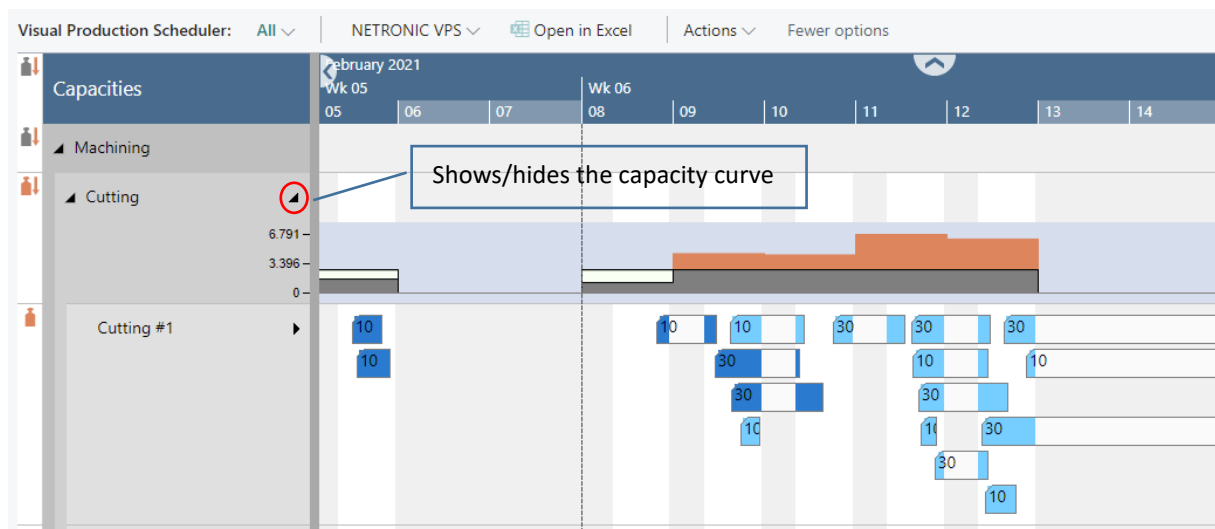 Visual Production Scheduler: All NETRONIC VPS Open in Excel Actions Fewer options
February 2021
Capacities
Wk 05 Wk 06
05 06 07 08 09 10 11 12 13 14
Machining
Shows/hides the capacity curve
Cutting
6.791
3.396
0
Cutting #1
10 10 10 30 30 30
10 30 10 10
30 30
10 10 30
30
10